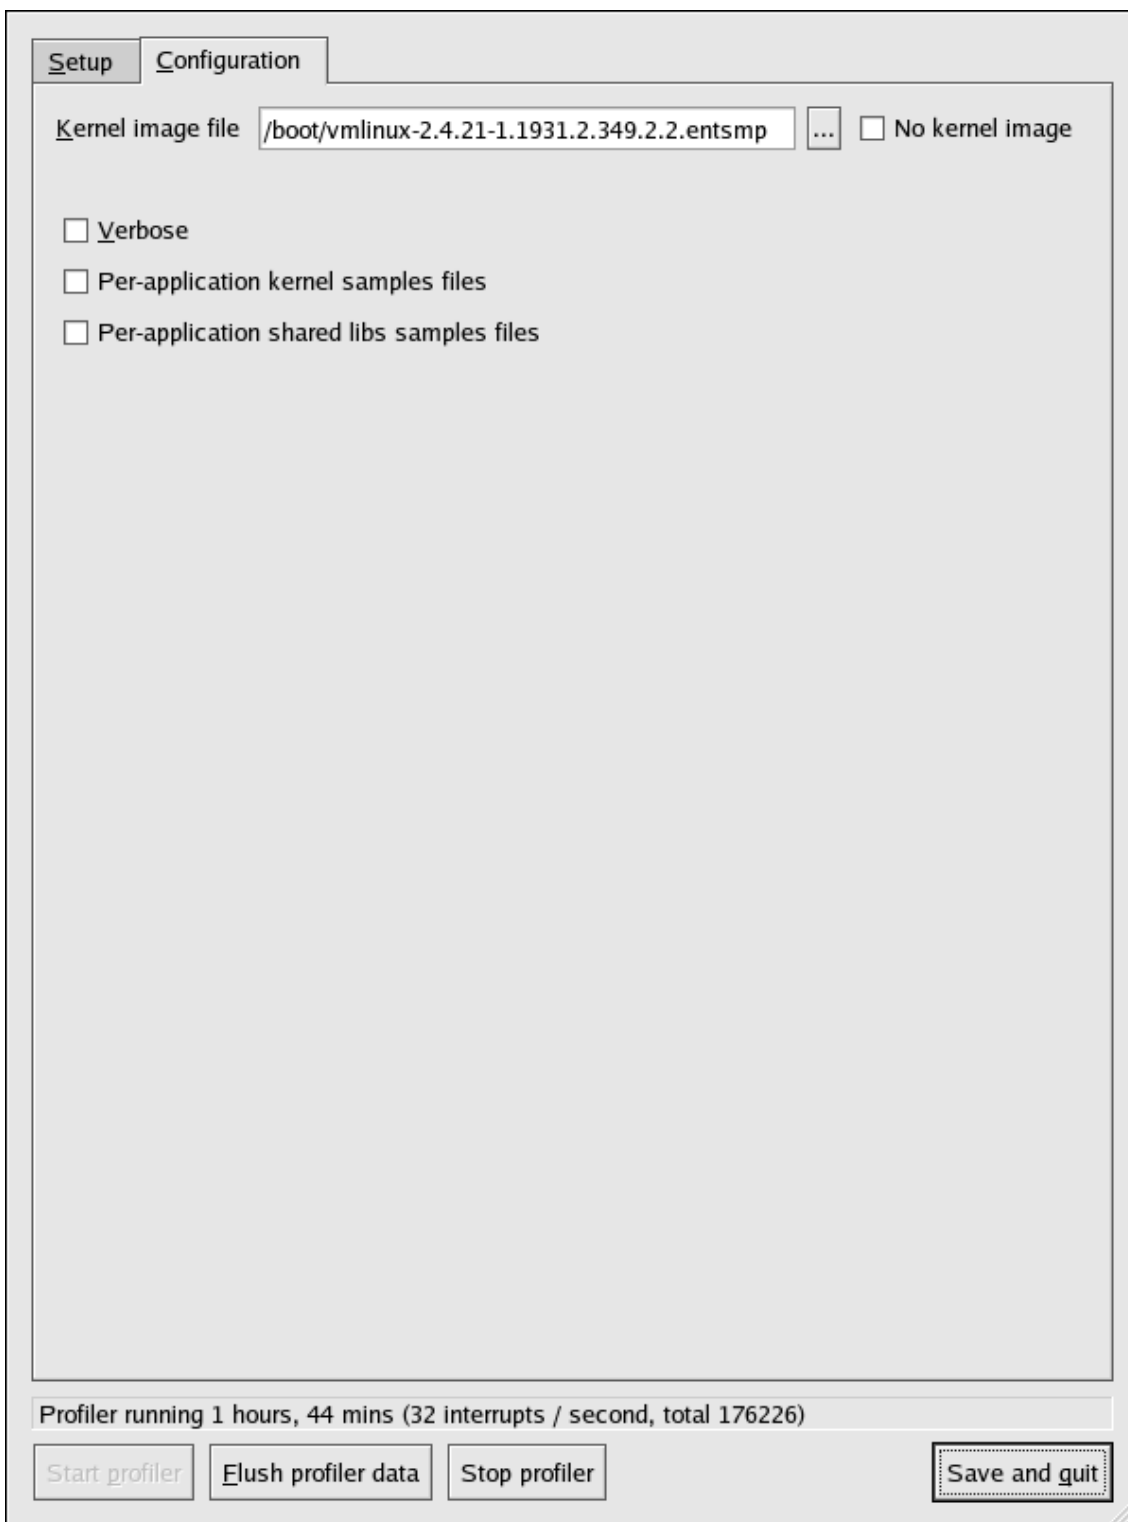 Setup Configuration
Kernel image file /boot/vmlinux-2.4.21-1.1931.2.349.2.2.entsmp ... No kernel image
Verbose
Per-application kernel samples files
Per-application shared libs samples files
Profiler running 1 hours, 44 mins (32 interrupts / second, total 176226)
Start profiler Flush profiler data Stop profiler Save and quit